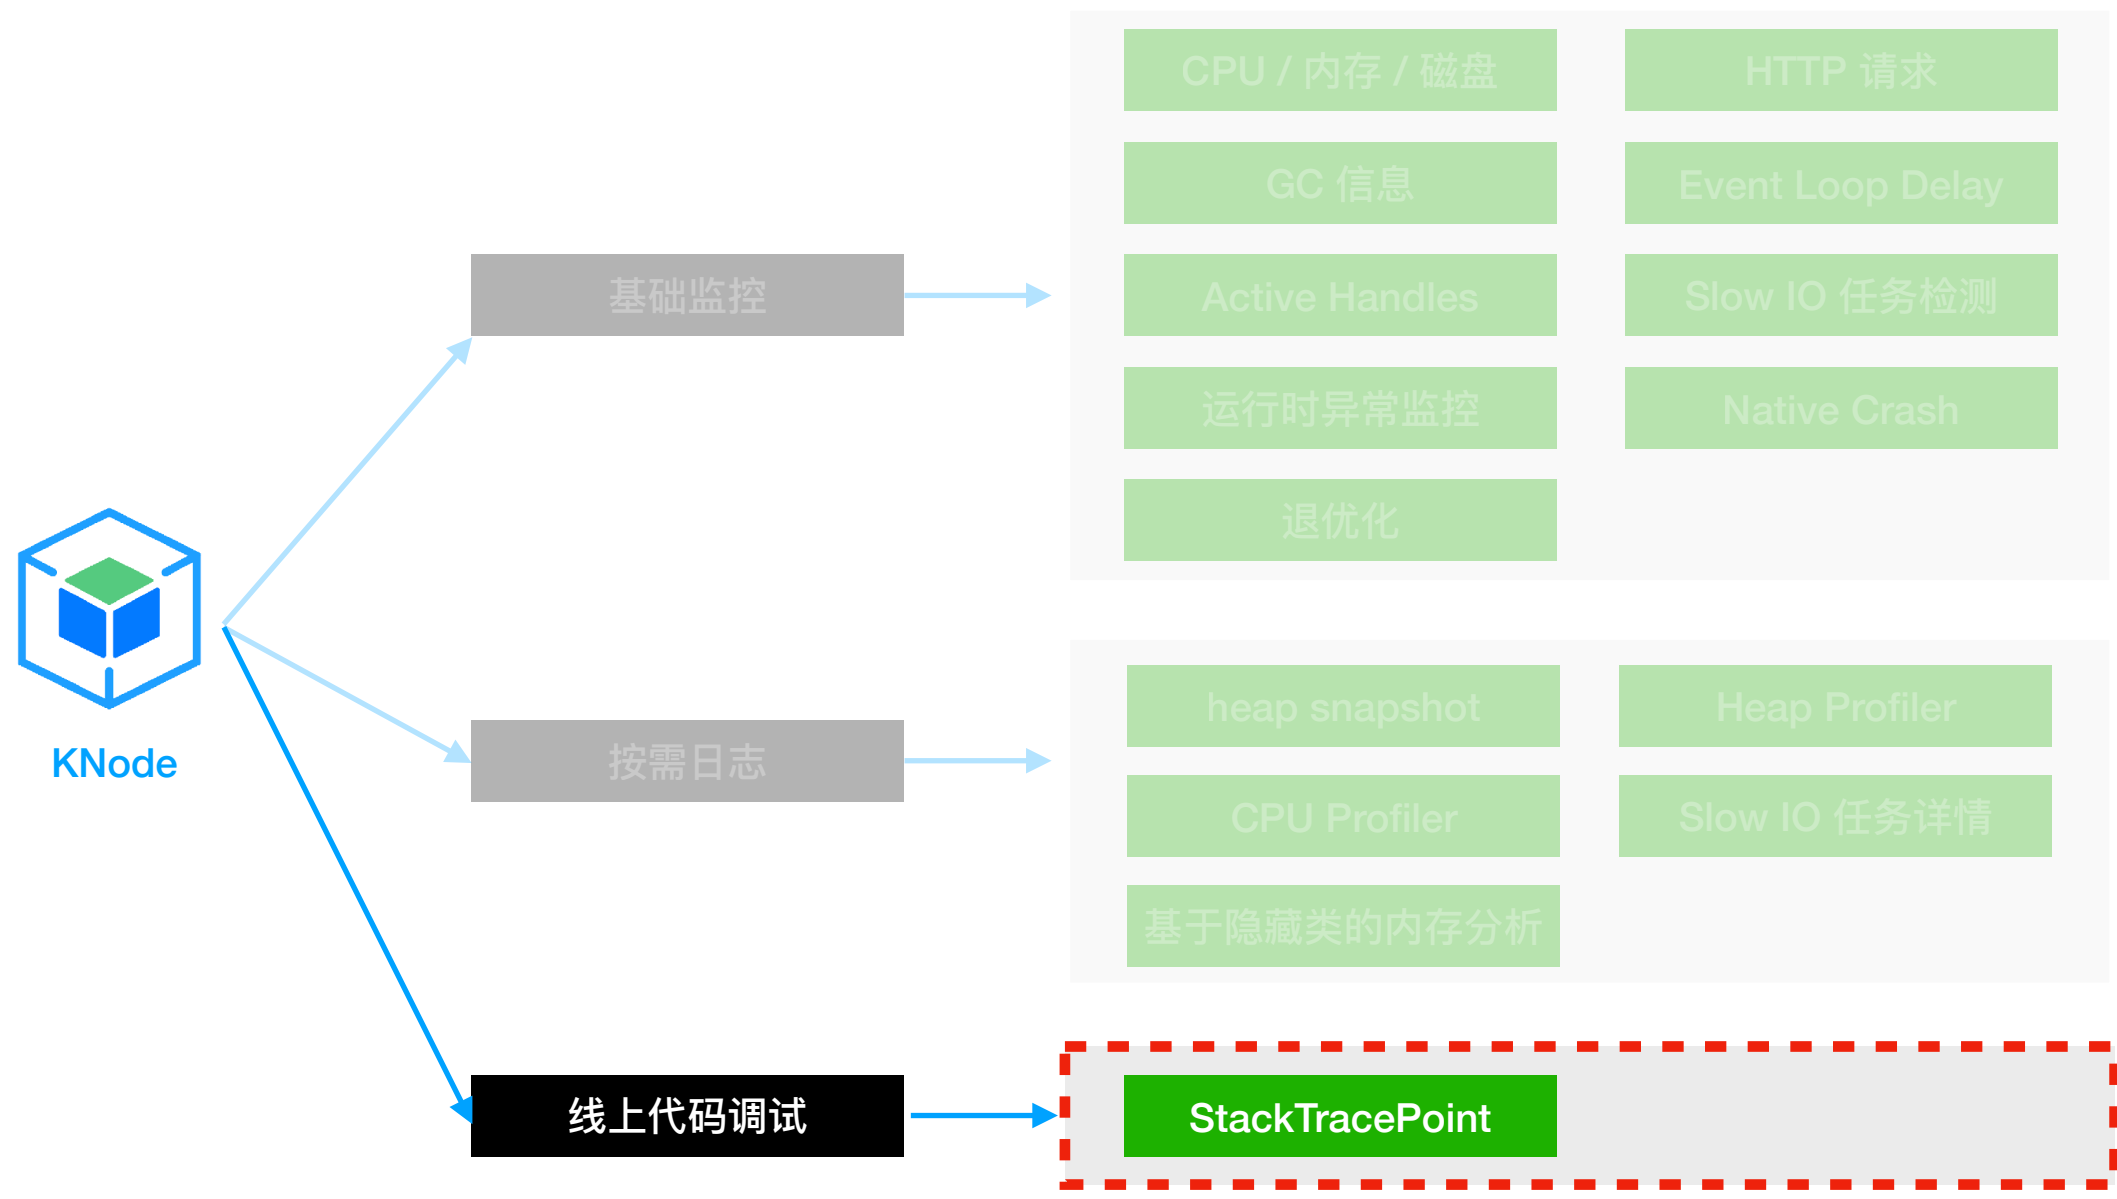 CPU / 内存 / 磁盘
HTTP 请求
GC 信息
Event Loop Delay
基础监控
Active Handles
Slow IO 任务检测
运行时异常监控
Native Crash
退优化
KNode
按需日志
heap snapshot
Heap Profiler
CPU Profiler
Slow IO 任务详情
基于隐藏类的内存分析
线上代码调试
StackTracePoint